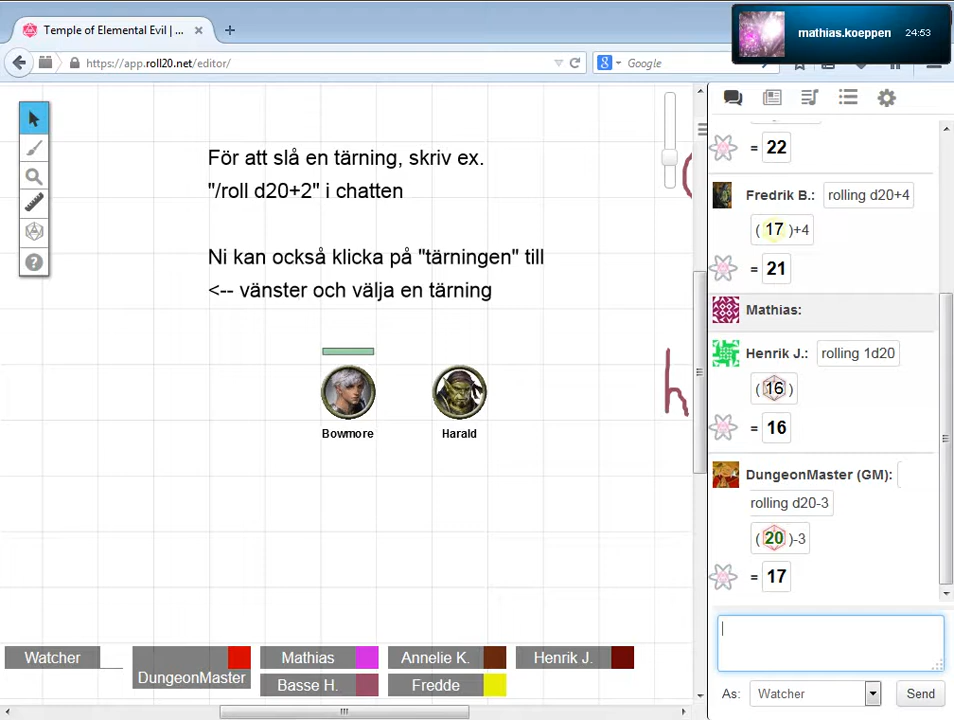 Temple of Elemental Evil | ...
mathias.koeppen 24:53
https://app.roll20.net/editor/
Google
För att slå en tärning, skriv ex.
"/roll d20+2" i chatten
Ni kan också klicka på "tärningen" till
<-- vänster och välja en tärning
Bowmore
Harald
h
= 22
Fredrik B.: rolling d20+4
(17)+4
= 21
Mathias:
Henrik J.: rolling 1d20
(16)
= 16
DungeonMaster (GM):
rolling d20-3
(20)-3
= 17
As: Watcher Send
Watcher
DungeonMaster
Mathias
Annelie K.
Henrik J.
Basse H.
Fredde